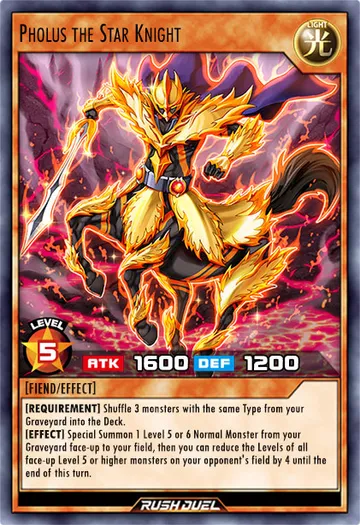 Pholus the Star Knight
LIGHT
光
LEVEL
5
ATK 1600 DEF 1200
[FIEND/EFFECT]
[REQUIREMENT] Shuffle 3 monsters with the same Type from your
Graveyard into the Deck.
[EFFECT] Special Summon 1 Level 5 or 6 Normal Monster from your
Graveyard face-up to your field, then you can reduce the Levels of all
face-up Level 5 or higher monsters on your opponent's field by 4 until the
end of this turn.
RUSH DUEL